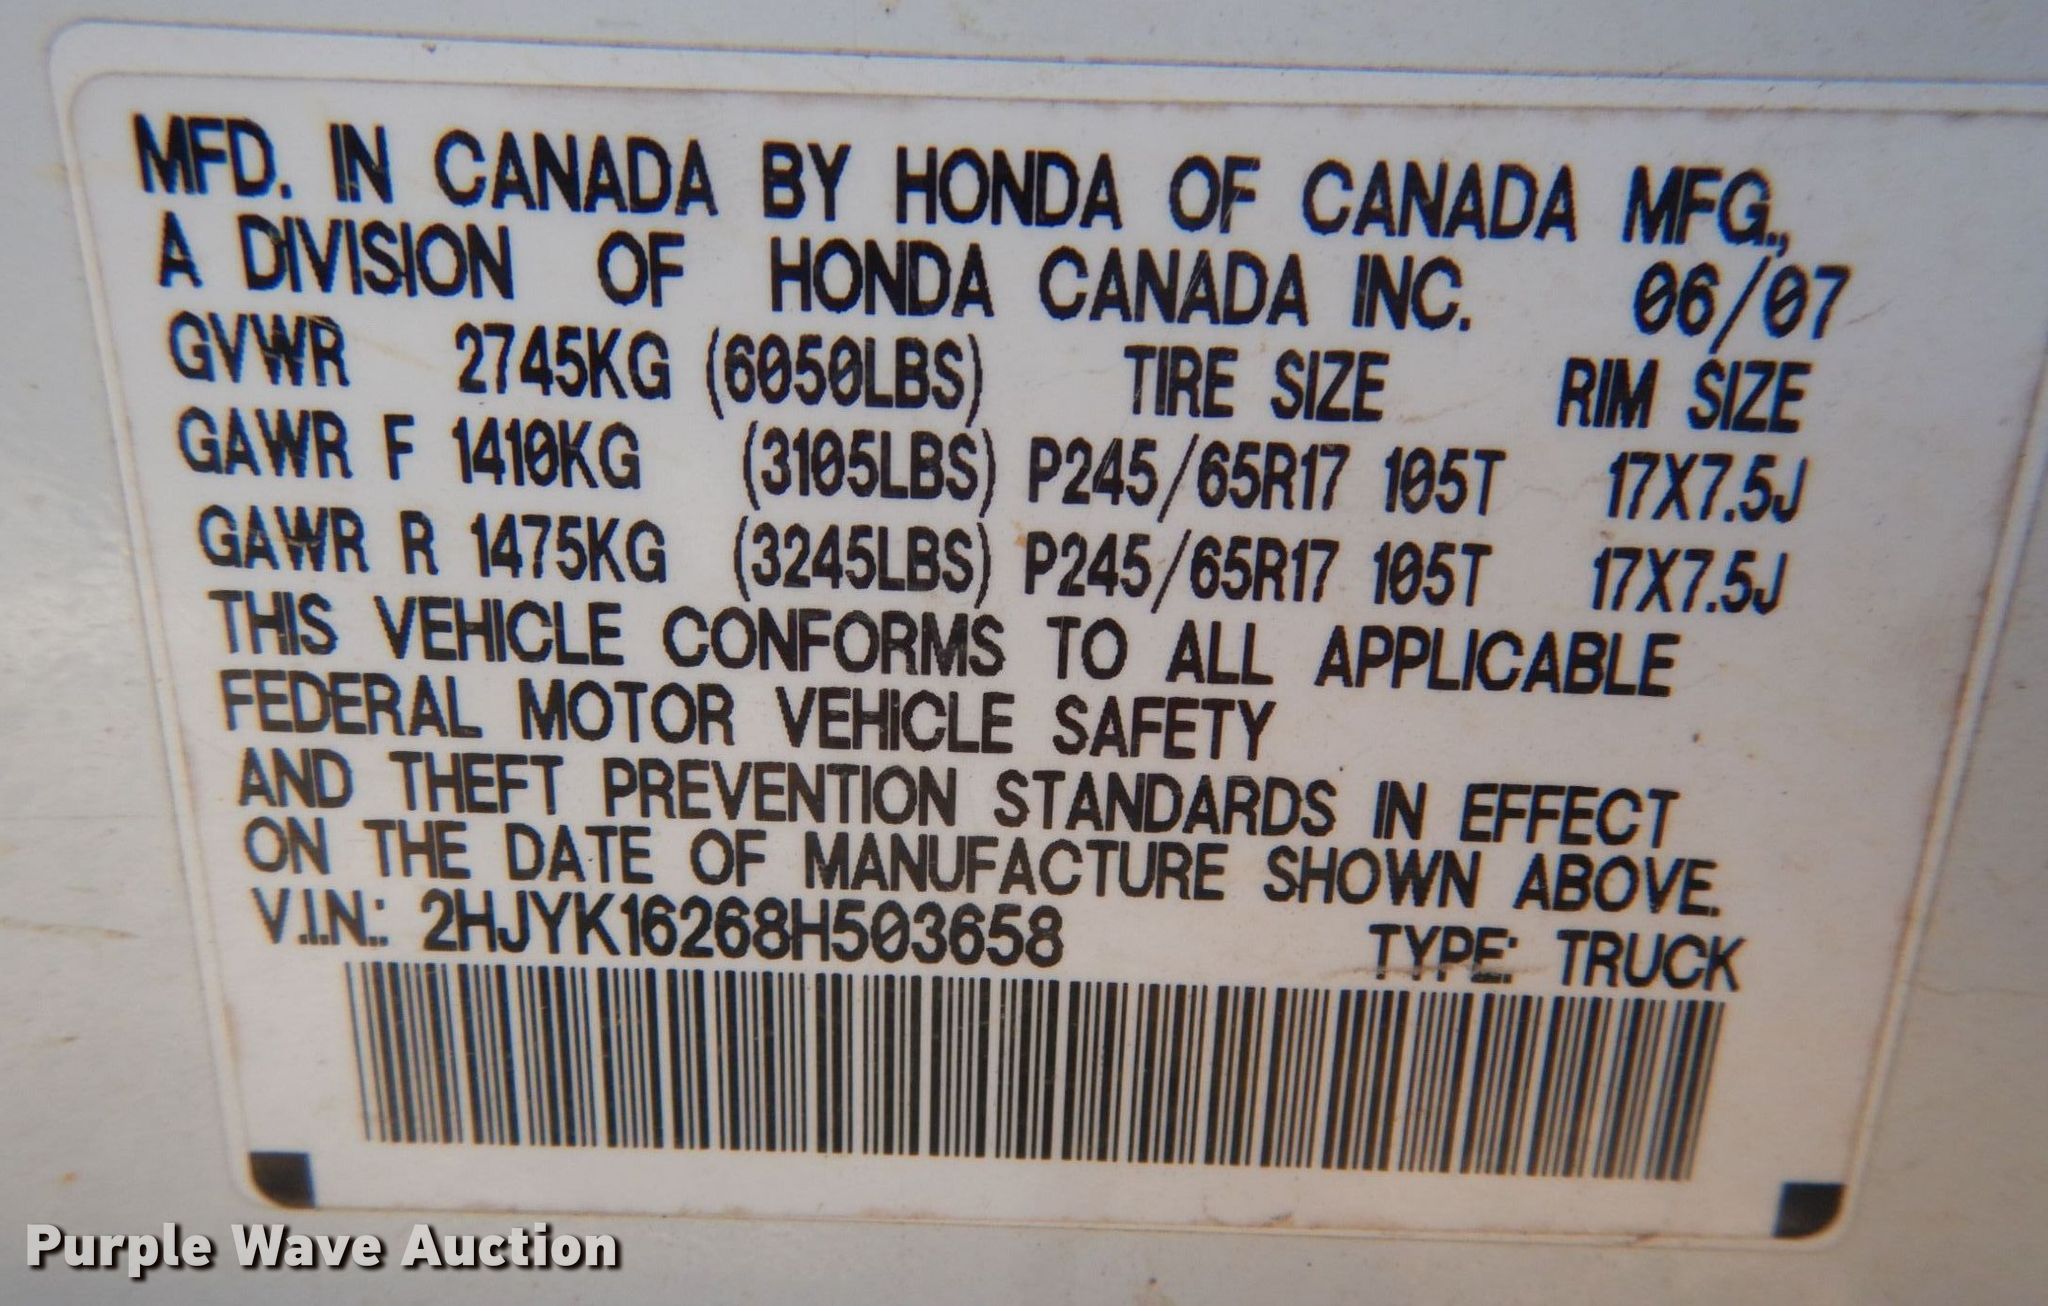 MFD. IN CANADA BY HONDA OF CANADA MFG.,
A DIVISION OF HONDA CANADA INC. 06/07
GVWR 2745KG (6050LBS) TIRE SIZE RIM SIZE
GAWR F 1410KG (3105LBS) P245/65R17 105T 17X7.5J
GAWR R 1475KG (3245LBS) P245/65R17 105T 17X7.5J
THIS VEHICLE CONFORMS TO ALL APPLICABLE
FEDERAL MOTOR VEHICLE SAFETY
AND THEFT PREVENTION STANDARDS IN EFFECT
ON THE DATE OF MANUFACTURE SHOWN ABOVE.
V.I.N.: 2HJYK16268H503658 TYPE: TRUCK
Purple Wave Auction